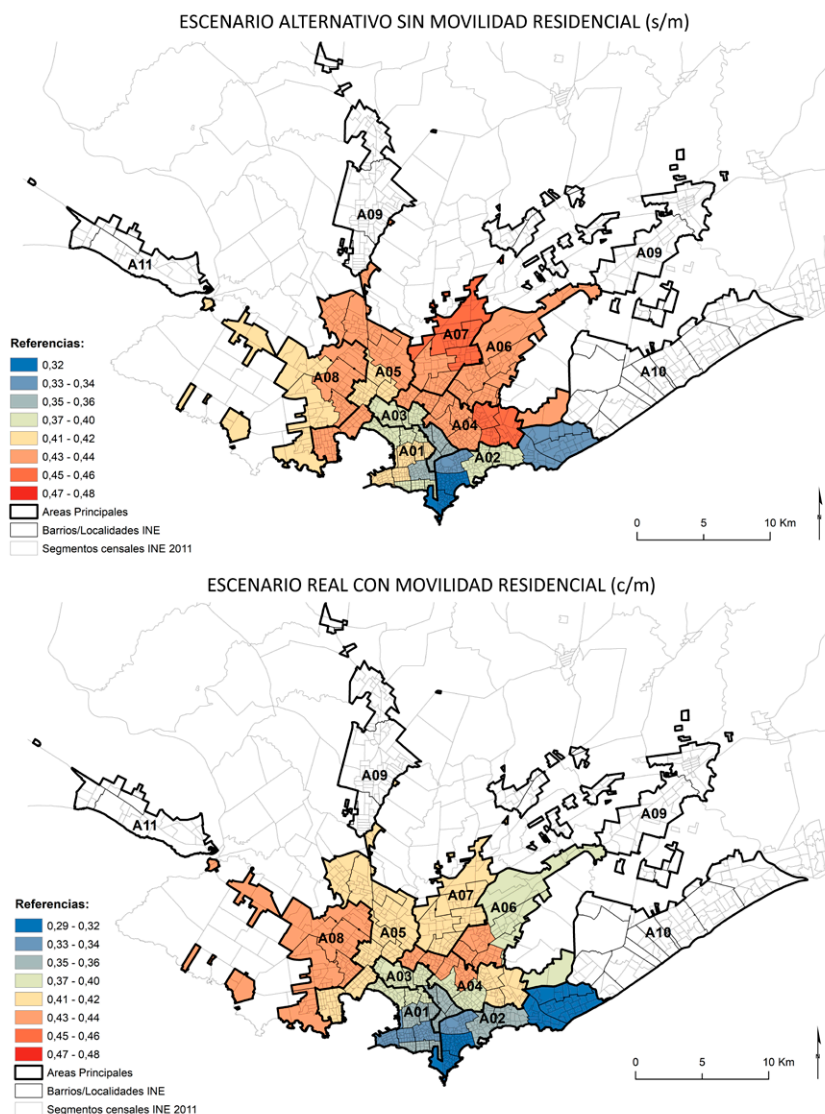 ESCENARIO ALTERNATIVO SIN MOVILIDAD RESIDENCIAL (s/m)
A09
A09
A11
A07
A06
A10
A08
A05
A03
A04
A01
A02
Referencias:
0,32
0,33 - 0,34
0,35 - 0,36
0,37 - 0,40
0,41 - 0,42
0,43 - 0,44
0,45 - 0,46
0,47 - 0,48
Areas Principales
Barrios/Localidades INE
Segmentos censales INE 2011
0 5 10 Km
N
ESCENARIO REAL CON MOVILIDAD RESIDENCIAL (c/m)
A09
A09
A11
A07
A06
A10
A08
A05
A03
A04
A01
A02
Referencias:
0,29 - 0,32
0,33 - 0,34
0,35 - 0,36
0,37 - 0,40
0,41 - 0,42
0,43 - 0,44
0,45 - 0,46
0,47 - 0,48
Areas Principales
Barrios/Localidades INE
Segmentos censales INE 2011
0 5 10 Km
N